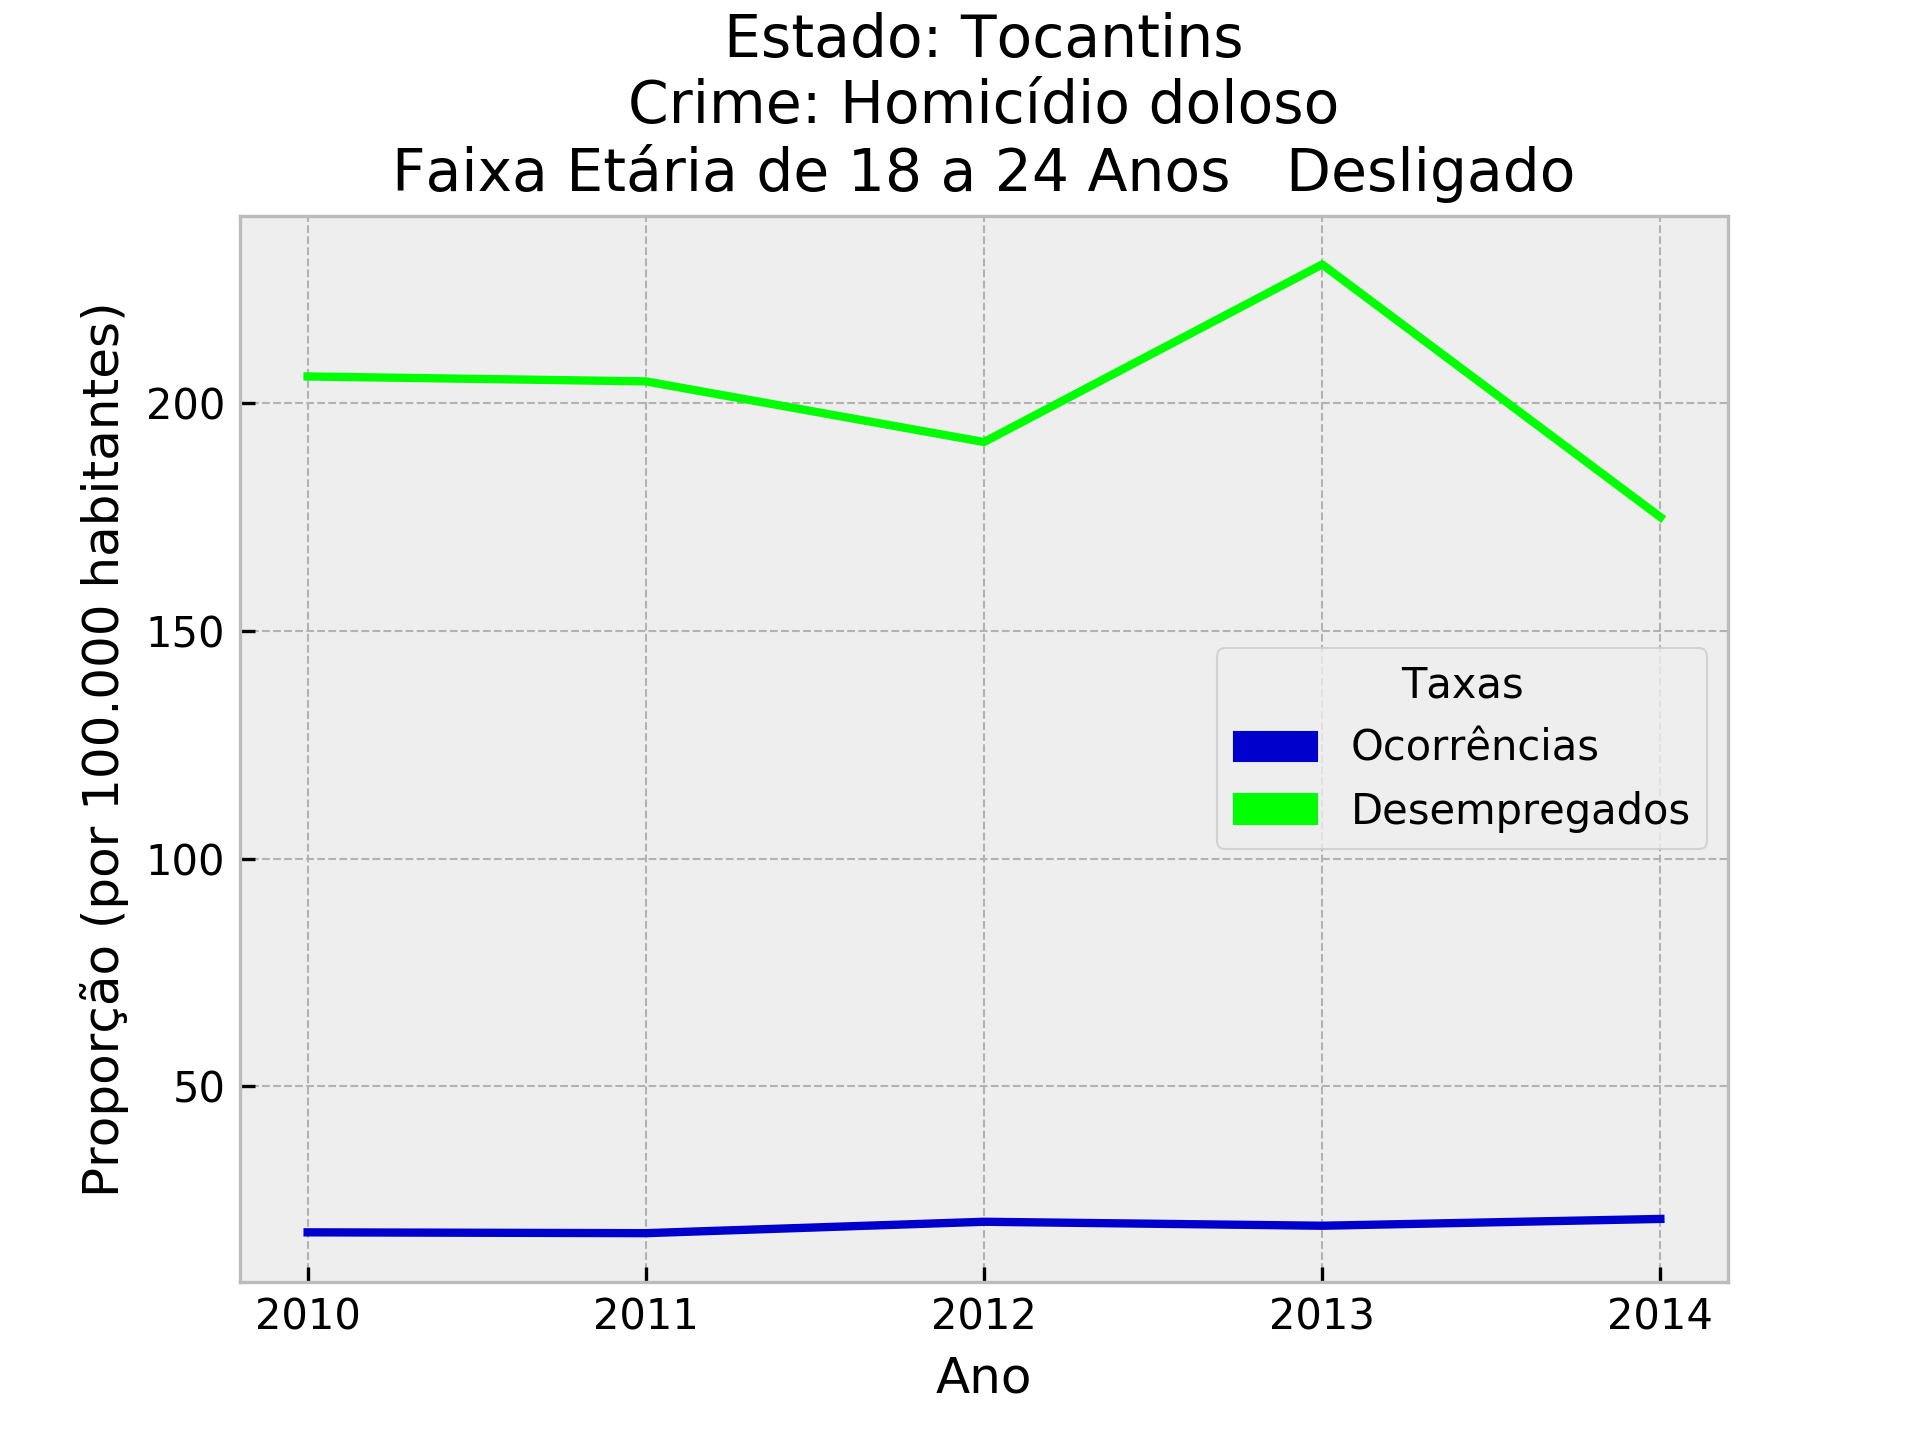 Estado: Tocantins
Crime: Homicídio doloso
Faixa Etária de 18 a 24 Anos   Desligado
Proporção (por 100.000 habitantes)
200
150
100
50
Taxas
Ocorrências
Desempregados
2010 2011 2012 2013 2014
Ano